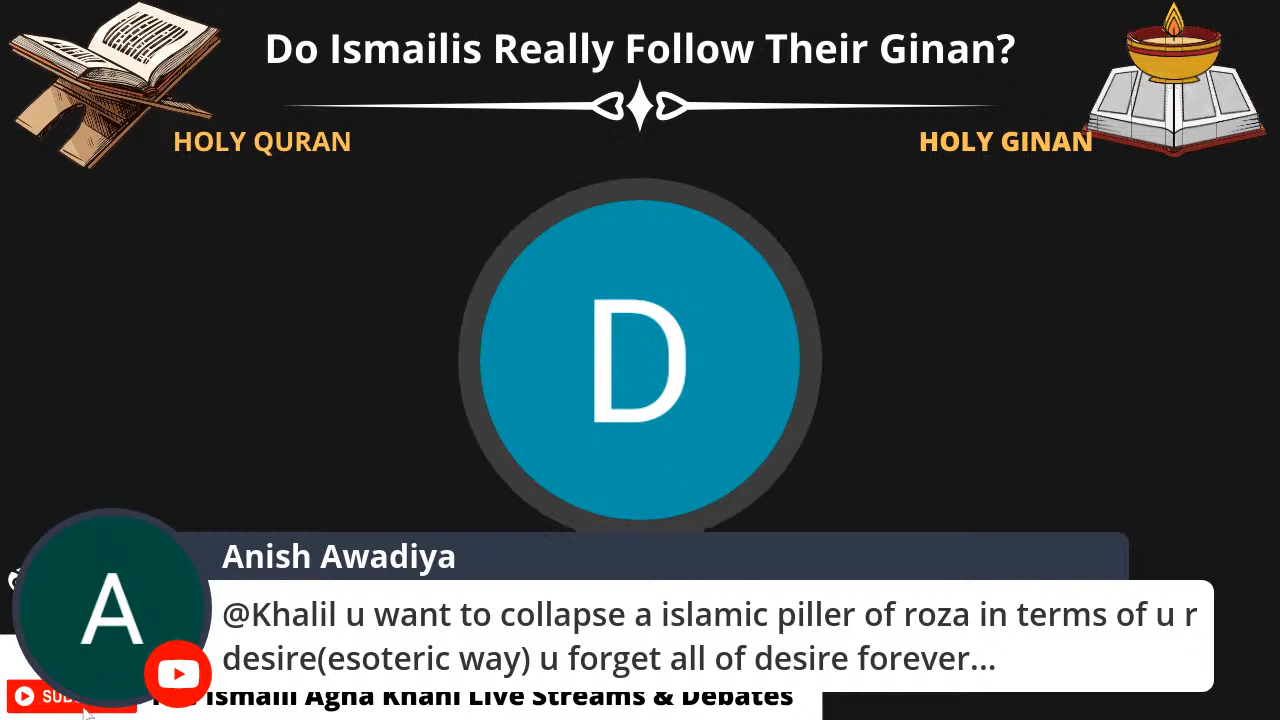 Do Ismailis Really Follow Their Ginan?
HOLY QURAN
HOLY GINAN
D
Anish Awadiya
A
@Khalil u want to collapse a islamic piller of roza in terms of u r
desire(esoteric way) u forget all of desire forever...
Ismaili Agha Khani Live Streams & Debates